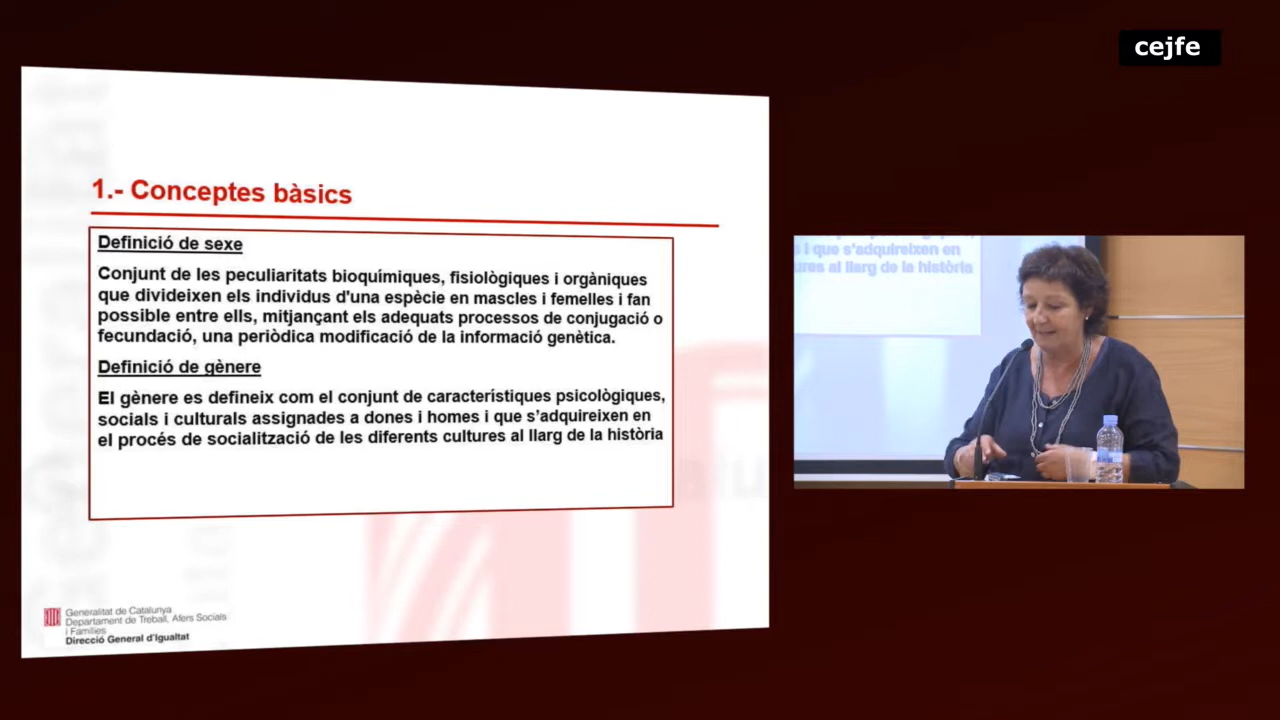 cejfe
1.- Conceptes bàsics
Definició de sexe
Conjunt de les peculiaritats bioquímiques, fisiològiques i orgàniques
que divideixen els individus d'una espècie en mascles i femelles i fan
possible entre ells, mitjançant els adequats processos de conjugació o
fecundació, una periòdica modificació de la informació genètica.
Definició de gènere
El gènere es defineix com el conjunt de característiques psicològiques,
socials i culturals assignades a dones i homes i que s’adquireixen en
el procés de socialització de les diferents cultures al llarg de la història
Generalitat de Catalunya
Departament de Treball, Afers Socials
i Famílies
Direcció General d'Igualtat
s i que s'adquireixen en
ures al llarg de la història